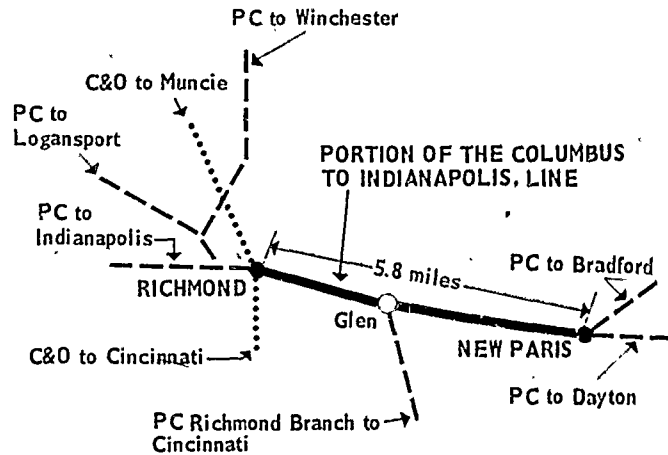 PC to Winchester
C&O to Muncie
PC to
Logansport
PORTION OF THE COLUMBUS
TO INDIANAPOLIS, LINE
PC to
Indianapolis
5.8 miles
PC to Bradford
RICHMOND
Glen
NEW PARIS
C&O to Cincinnati
PC to Dayton
PC Richmond Branch to
Cincinnati